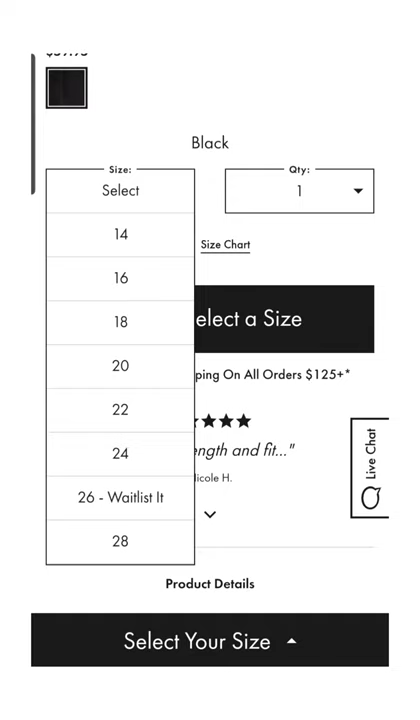 Black
Size:
Select
14
16
18
20
22
24
26 - Waitlist It
28
Qty:
1
Size Chart
elect a Size
ping On All Orders $125+*
ngth and fit..."
icole H.
Live Chat
Product Details
Select Your Size